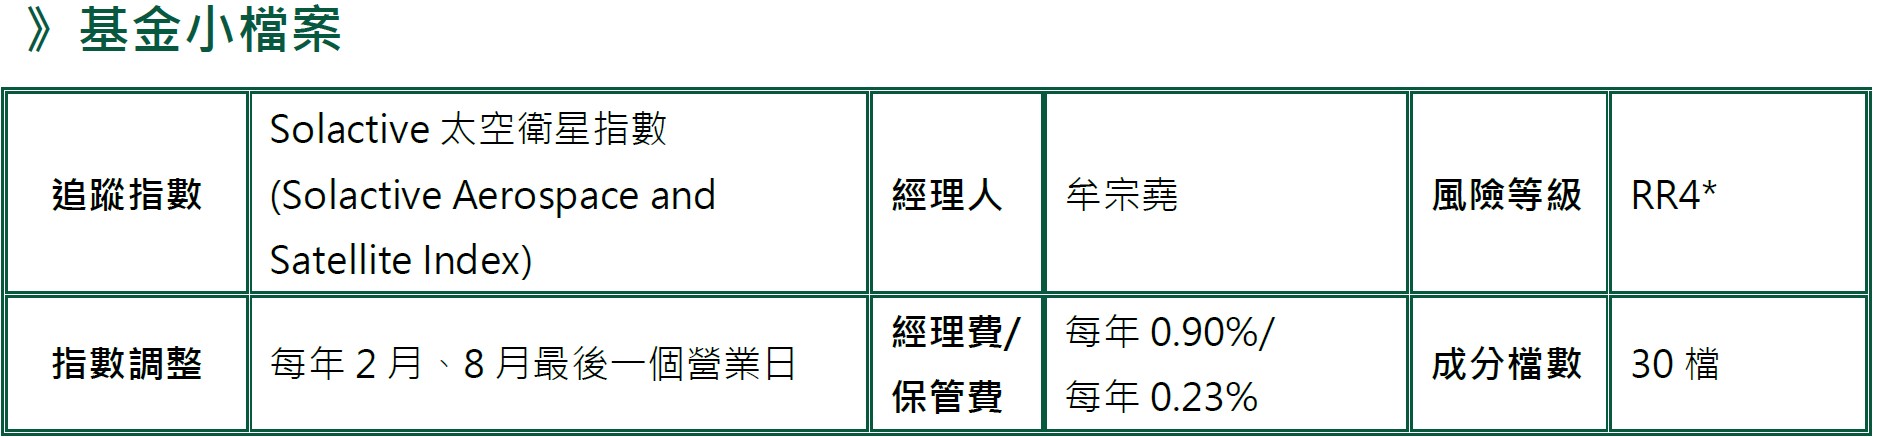 》基金小檔案
追蹤指數
Solactive 太空衛星指數
(Solactive Aerospace and
Satellite Index)
經理人
牟宗堯
風險等級
RR4*
指數調整
每年 2 月、8 月最後一個營業日
經理費/
保管費
每年 0.90%/
每年 0.23%
成分檔數
30 檔